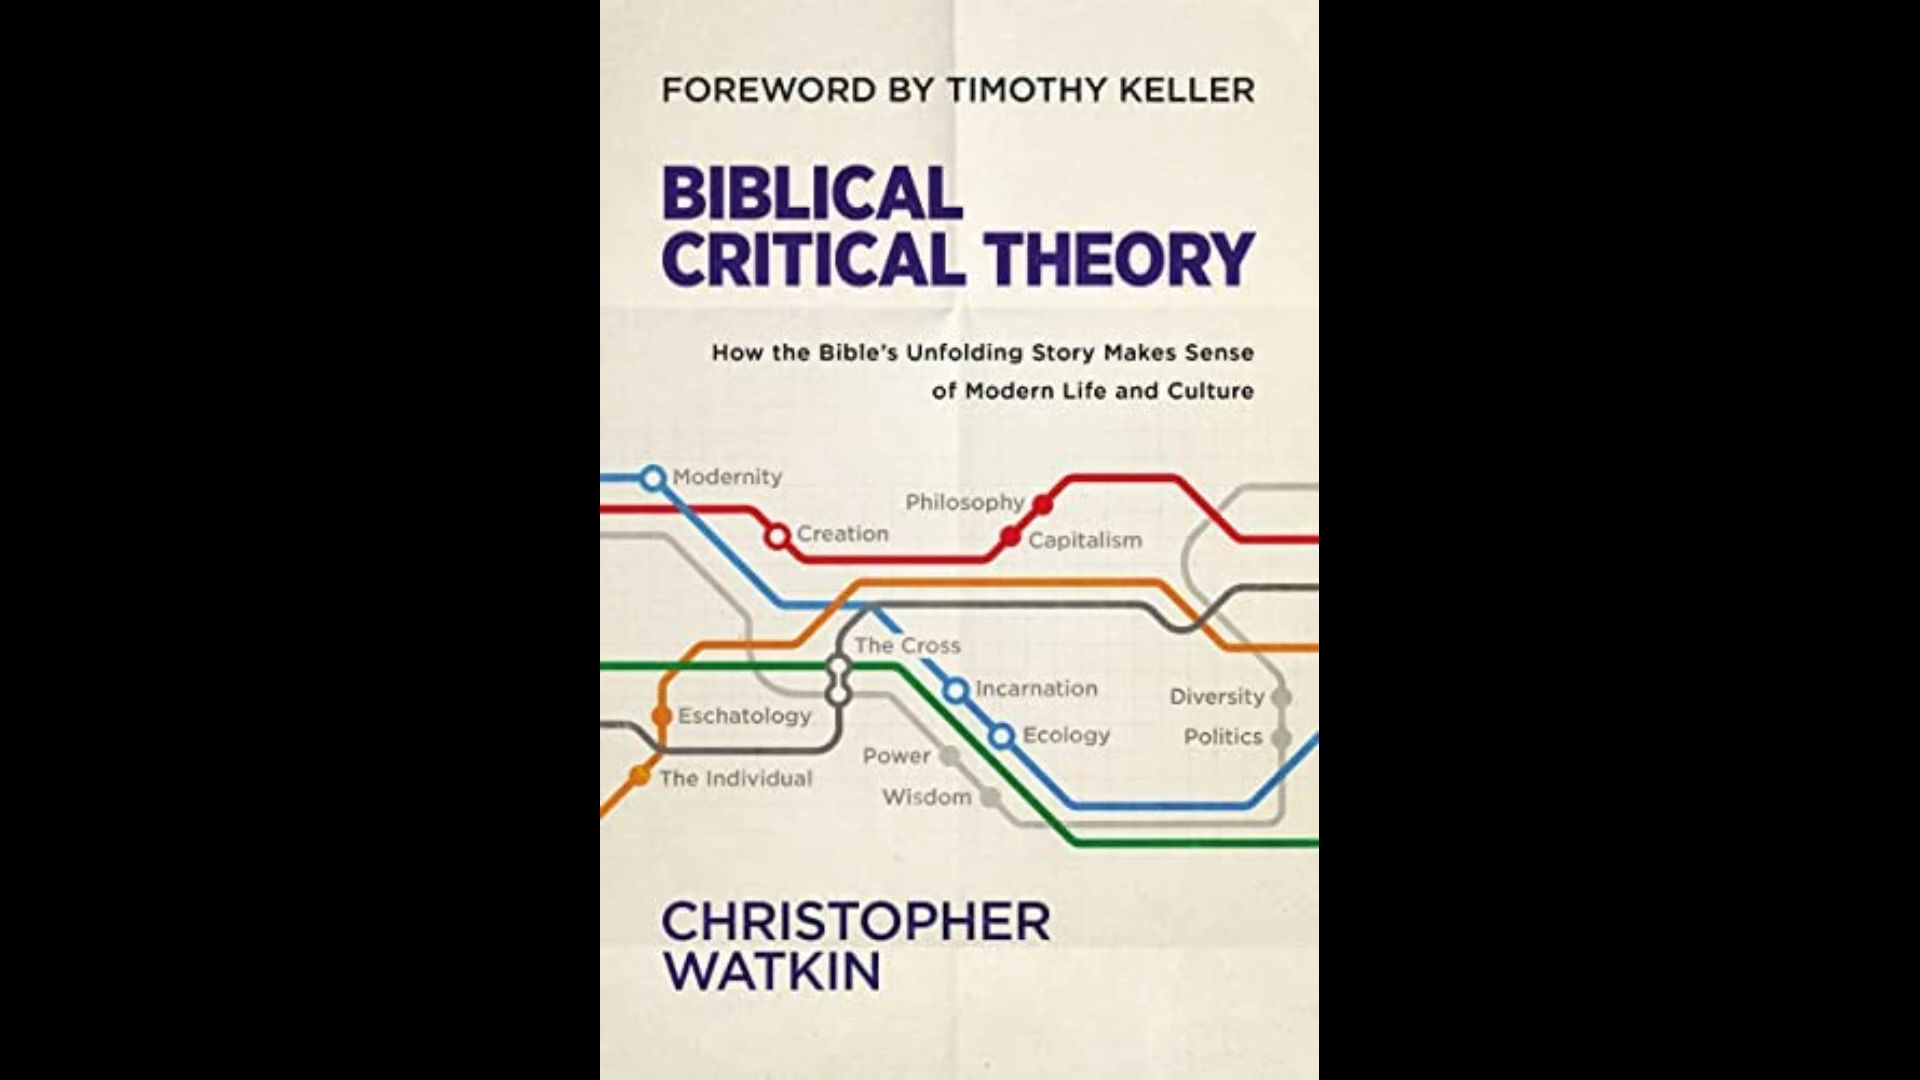 FOREWORD BY TIMOTHY KELLER
BIBLICAL
CRITICAL THEORY
How the Bible's Unfolding Story Makes Sense
of Modern Life and Culture
Modernity
Philosophy
Creation
Capitalism
The Cross
Incarnation
Diversity
Eschatology
Ecology
Politics
Power
The Individual
Wisdom
CHRISTOPHER
WATKIN